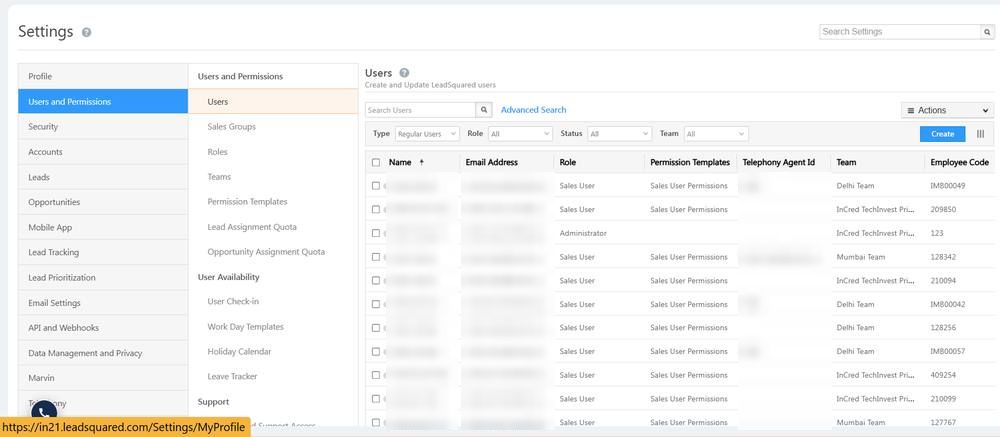 Settings ?
Search Settings
Profile
Users and Permissions
Security
Accounts
Leads
Opportunities
Mobile App
Lead Tracking
Lead Prioritization
Email Settings
API and Webhooks
Data Management and Privacy
Marvin
Users and Permissions
Users
Sales Groups
Roles
Teams
Permission Templates
Lead Assignment Quota
Opportunity Assignment Quota
User Availability
User Check-in
Work Day Templates
Holiday Calendar
Leave Tracker
Support
Support Access
Users ?
Create and Update LeadSquared users
Search Users Advanced Search Actions
Type Regular Users Role All Status All Team All Create
Name Email Address Role Permission Templates Telephony Agent Id Team Employee Code
Sales User Sales User Permissions Delhi Team IM800049
Sales User Sales User Permissions InCred TechInvest Pri... 209850
Administrator InCred TechInvest Pri... 123
Sales User Sales User Permissions Mumbai Team 128342
Sales User Sales User Permissions InCred TechInvest Pri... 210094
Sales User Sales User Permissions Delhi Team IM800042
Sales User Sales User Permissions Delhi Team 128256
Sales User Sales User Permissions Delhi Team IM800057
Sales User Sales User Permissions InCred TechInvest Pri... 409254
Sales User Sales User Permissions InCred TechInvest Pri... 210099
Sales User Sales User Permissions Mumbai Team 127767
https://in21.leadsquared.com/Settings/MyProfile